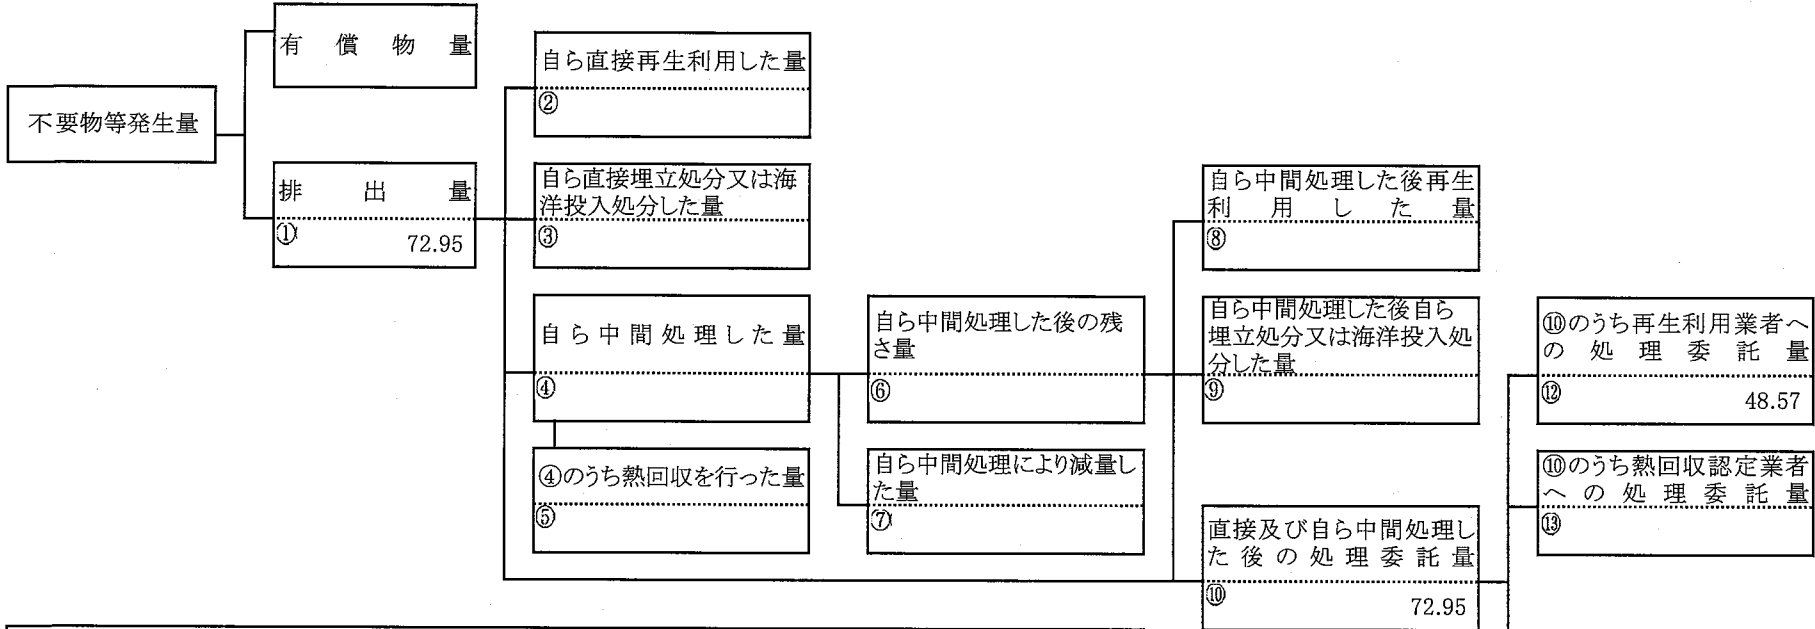 有償物量
不要物等発生量
排出量
①
72.95
自ら直接再生利用した量
②
自ら直接埋立処分又は海
洋投入処分した量
③
自ら中間処理した量
④
④のうち熱回収を行った量
⑤
自ら中間処理した後の残
さ量
⑥
自ら中間処理により減量し
た量
⑦
自ら中間処理した後再生
利用した量
⑧
自ら中間処理した後自ら
埋立処分又は海洋投入処
分した量
⑨
直接及び自ら中間処理し
た後の処理委託量
⑩
72.95
⑩のうち再生利用業者へ
の処理委託量
⑫
48.57
⑩のうち熱回収認定業者
への処理委託量
⑬